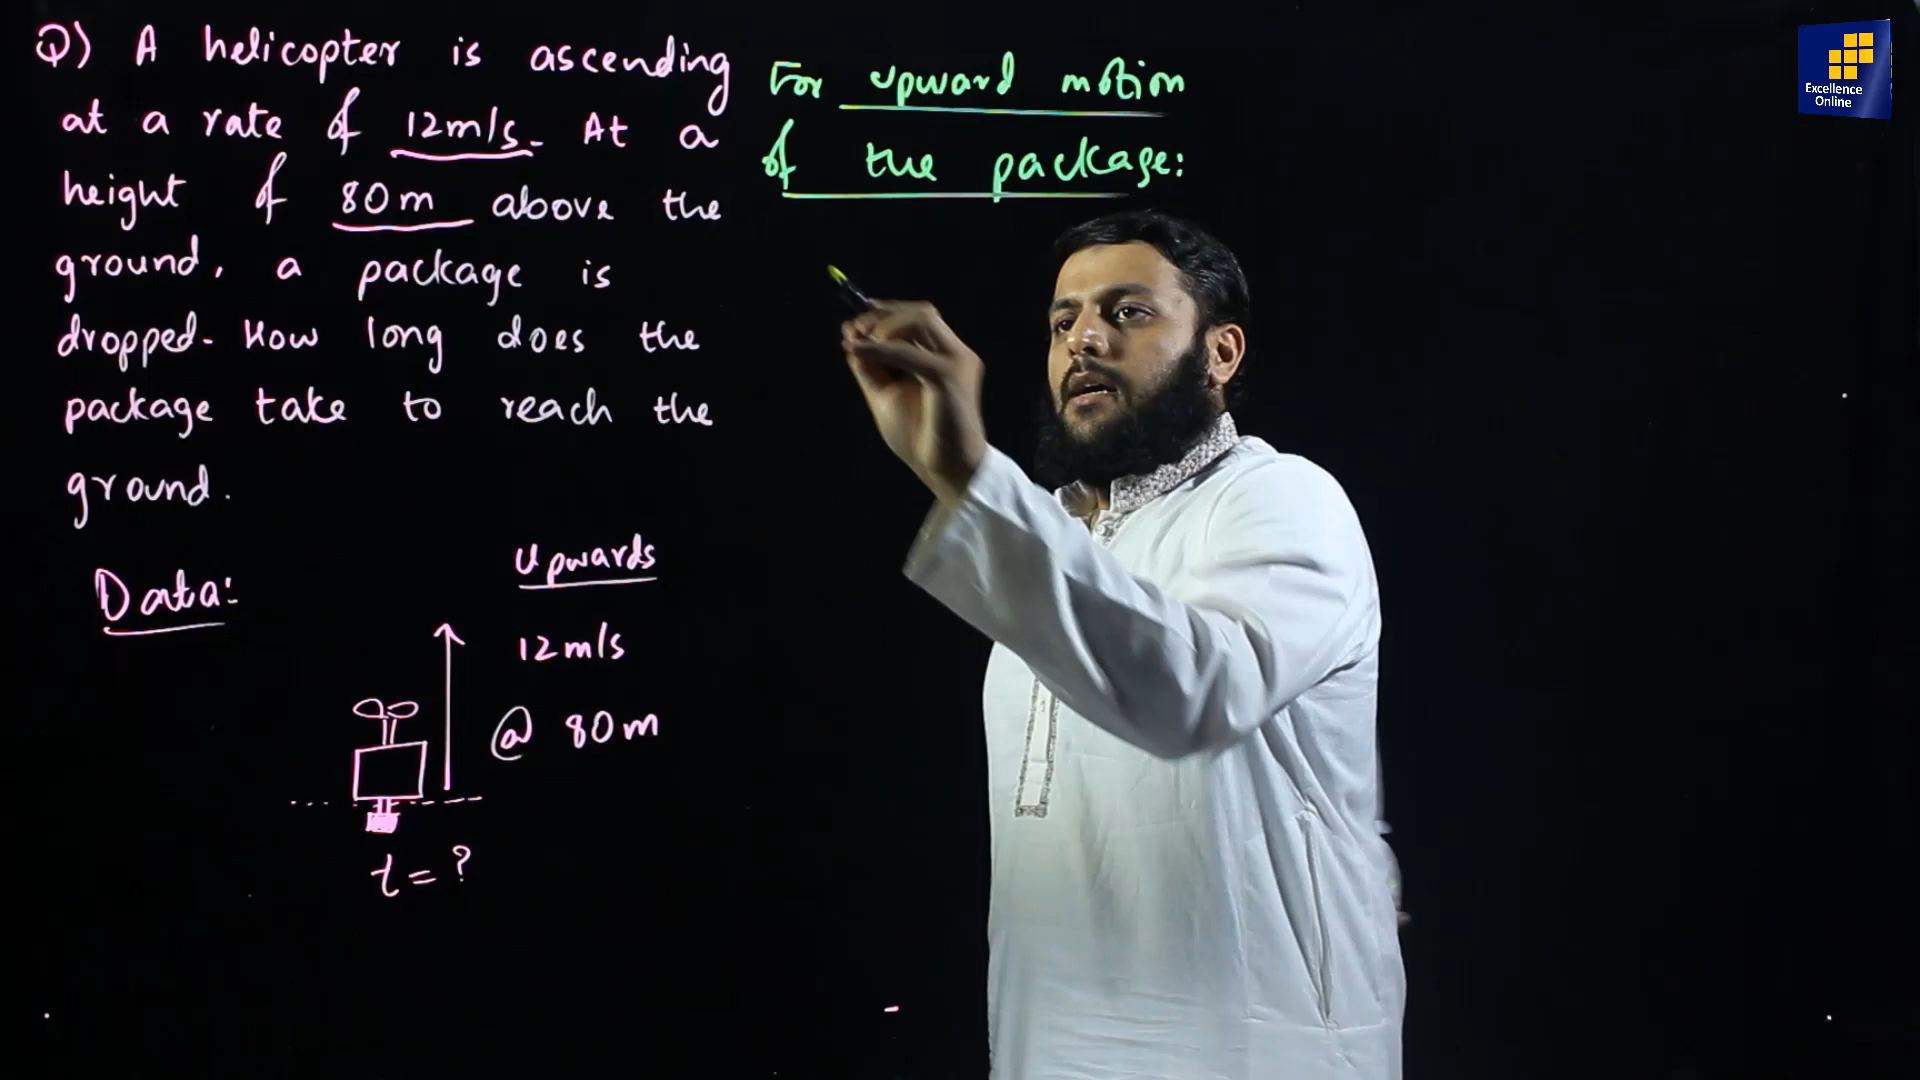 Q) A helicopter is ascending
at a rate of 12m/s. At a
height of 80m above the
ground, a package is
dropped. How long does the
package take to reach the
ground.
Data:
Upwards
12m/s
@ 80m
t = ?
For upward motion
of the package:
Excellence
Online